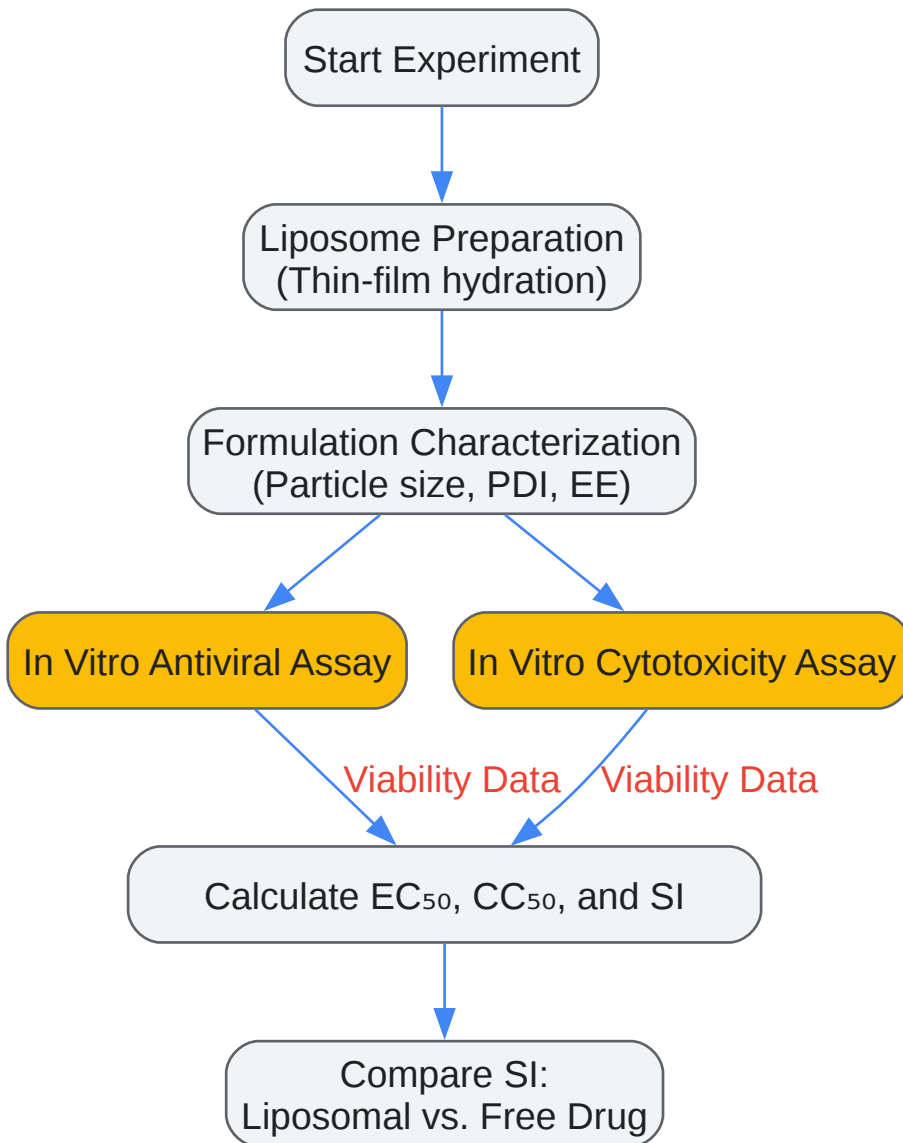 Start Experiment
Liposome Preparation
(Thin-film hydration)
Formulation Characterization
(Particle size, PDI, EE)
In Vitro Antiviral Assay
In Vitro Cytotoxicity Assay
Viability Data
Viability Data
Calculate EC₅₀, CC₅₀, and SI
Compare SI:
Liposomal vs. Free Drug